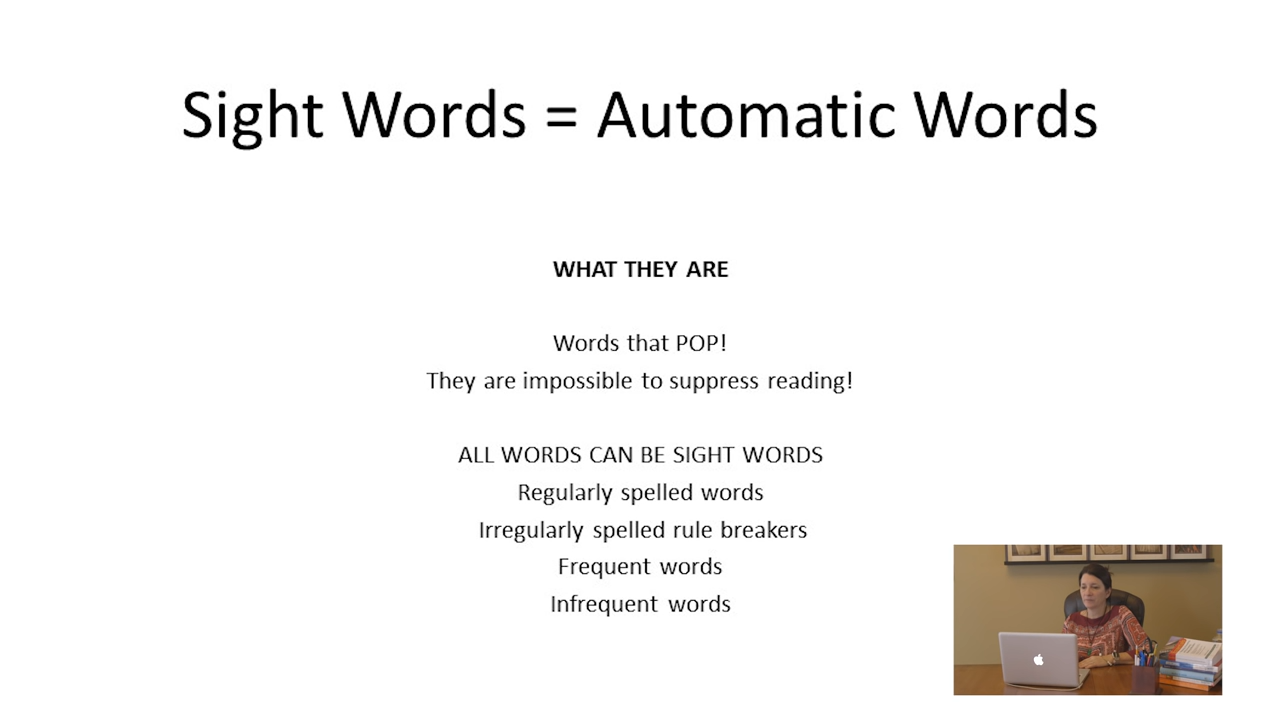 Sight Words = Automatic Words
WHAT THEY ARE
Words that POP!
They are impossible to suppress reading!
ALL WORDS CAN BE SIGHT WORDS
Regularly spelled words
Irregularly spelled rule breakers
Frequent words
Infrequent words